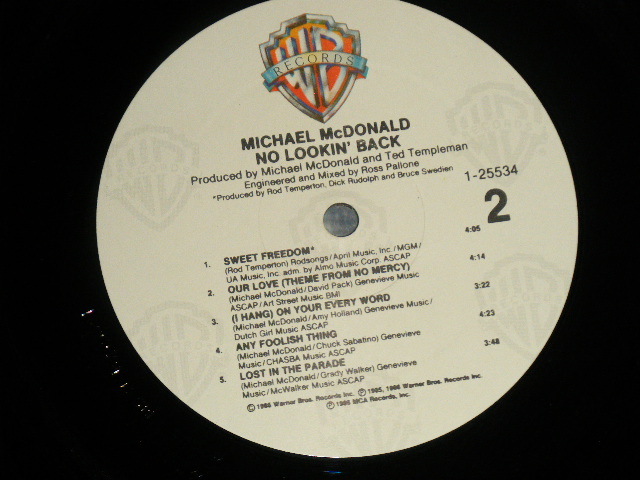 WB
RECORDS
MICHAEL McDONALD
NO LOOKIN' BACK
Produced by Michael McDonald and Ted Templeman
Engineered and Mixed by Ross Pallone
*Produced by Rod Temperton, Dick Rudolph and Bruce Swedien
1-25534
2
1. SWEET FREEDOM* 4:05
(Rod Temperton) Rodsongs/April Music, Inc./MGM/
UA Music, Inc. adm. by Almo Music Corp. ASCAP
2. OUR LOVE (THEME FROM NO MERCY) 4:14
(Michael McDonald/David Pack) Genevieve Music
ASCAP/Art Street Music BMI
3. (I HANG) ON YOUR EVERY WORD 3:22
(Michael McDonald/Amy Holland) Genevieve Music/
Dutch Girl Music ASCAP
4. ANY FOOLISH THING 4:23
(Michael McDonald/Chuck Sabatino) Genevieve
Music/CHASBA Music ASCAP
5. LOST IN THE PARADE 3:48
(Michael McDonald/Grady Walker) Genevieve
Music/McWalker Music ASCAP
© 1985 Warner Bros. Records Inc. ℗ 1985, 1986 Warner Bros. Records Inc.
℗ 1986 MCA Records, Inc.